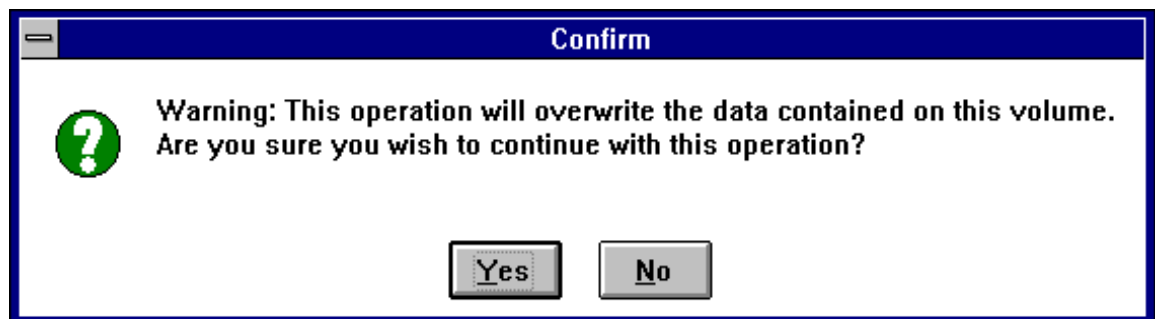 Confirm
Warning: This operation will overwrite the data contained on this volume.
Are you sure you wish to continue with this operation?
Yes No